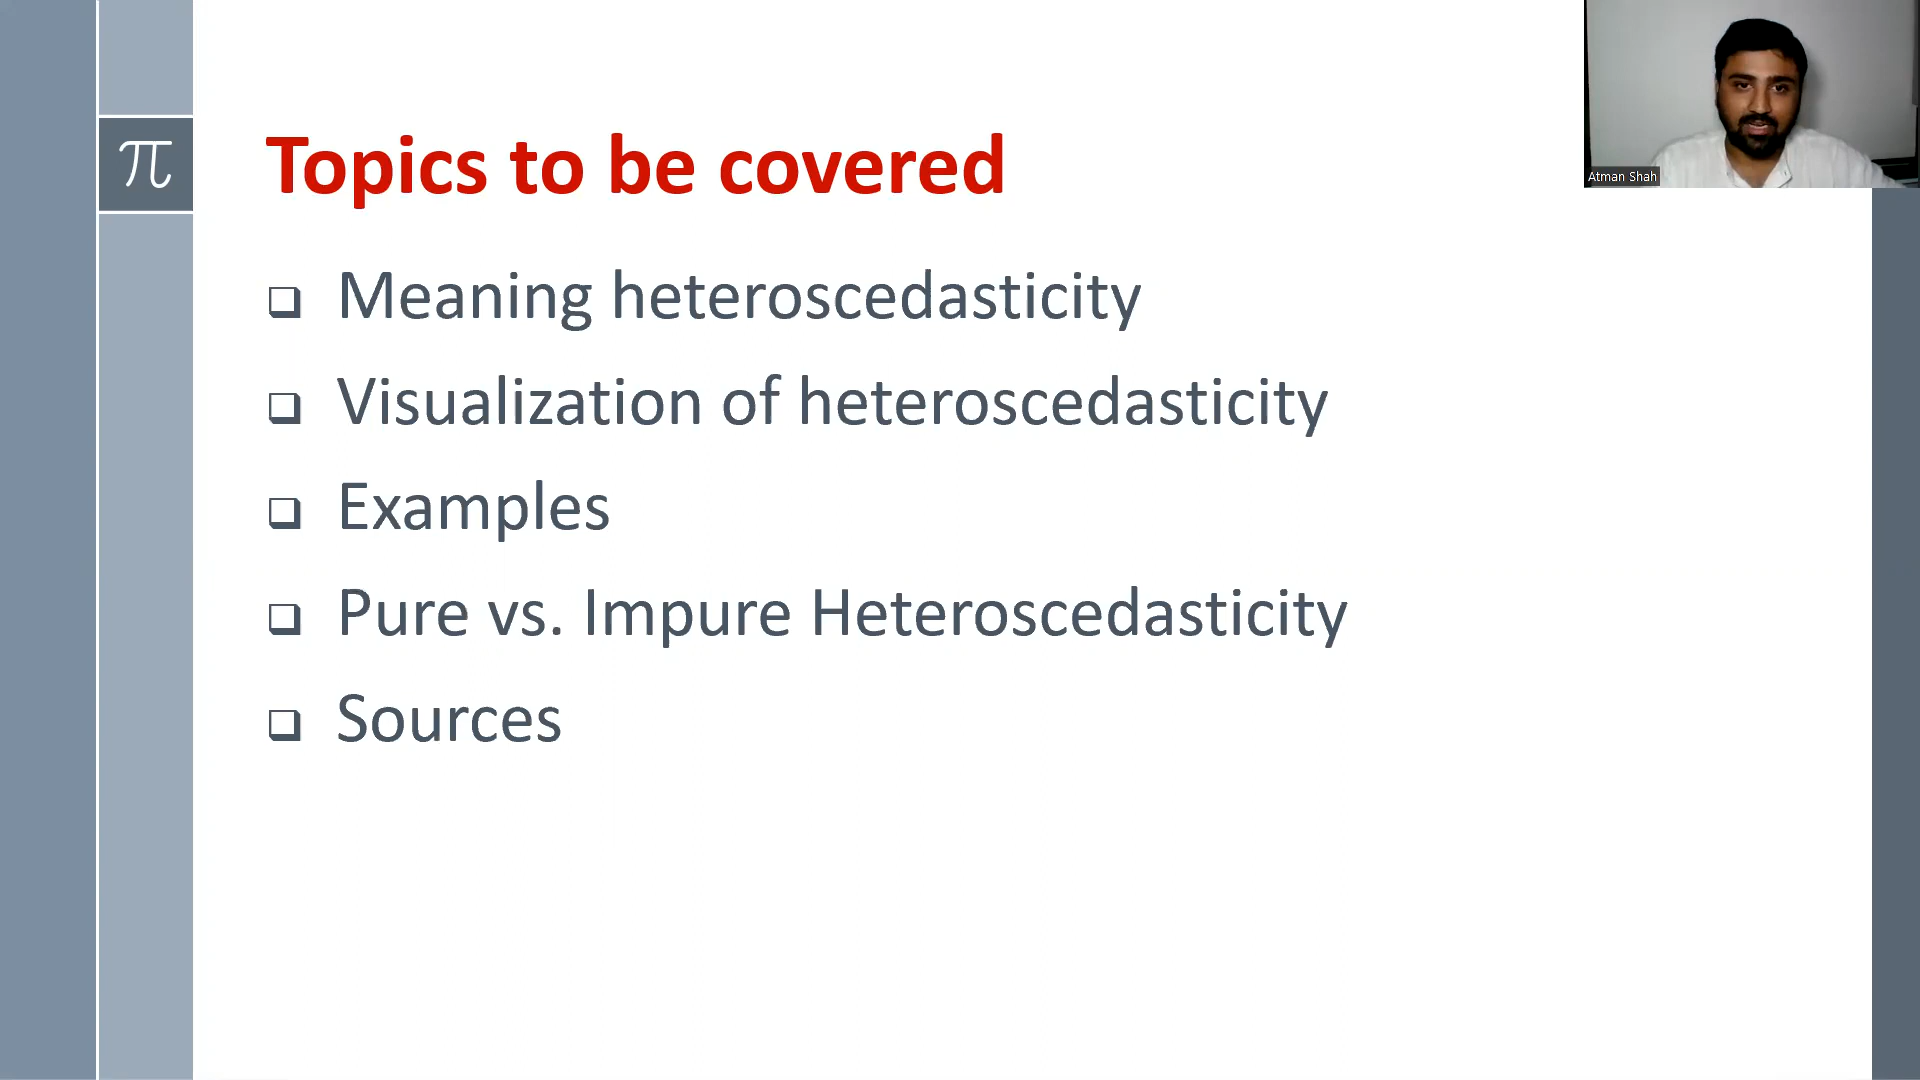 π
Topics to be covered
Meaning heteroscedasticity
Visualization of heteroscedasticity
Examples
Pure vs. Impure Heteroscedasticity
Sources
Atman Shah